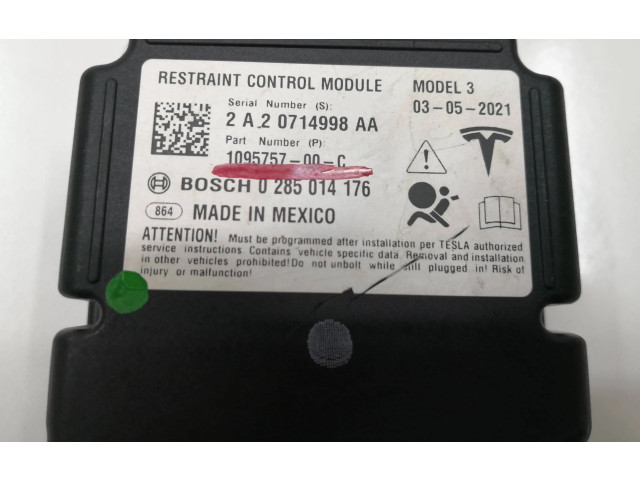 RESTRAINT CONTROL MODULE MODEL 3
Serial Number (S): 03-05-2021
2 A 2 0714998 AA
Part Number (P):
1095757-00-C
BOSCH 0 285 014 176
864 MADE IN MEXICO
ATTENTION! Must be programmed after installation per TESLA authorized
service instructions. Contains vehicle specific data. Removal and installation
in other vehicles prohibited! Do not unbolt while still plugged in! Risk of
injury or malfunction!